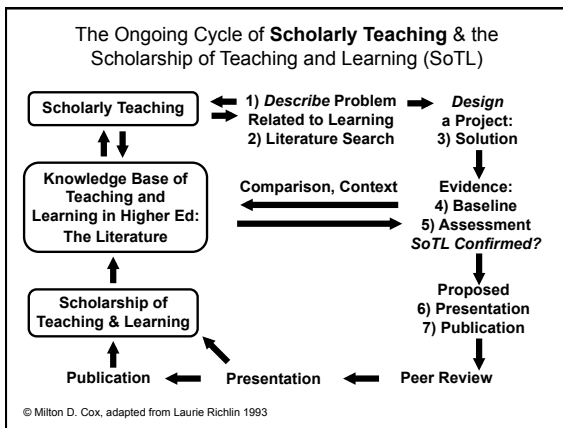 The Ongoing Cycle of Scholarly Teaching & the
Scholarship of Teaching and Learning (SoTL)
Scholarly Teaching
1) Describe Problem
Related to Learning
2) Literature Search
Design
a Project:
3) Solution
Knowledge Base of
Teaching and
Learning in Higher Ed:
The Literature
Comparison, Context
Evidence:
4) Baseline
5) Assessment
SoTL Confirmed?
Scholarship of
Teaching & Learning
Proposed
6) Presentation
7) Publication
Publication
Presentation
Peer Review
© Milton D. Cox, adapted from Laurie Richlin 1993